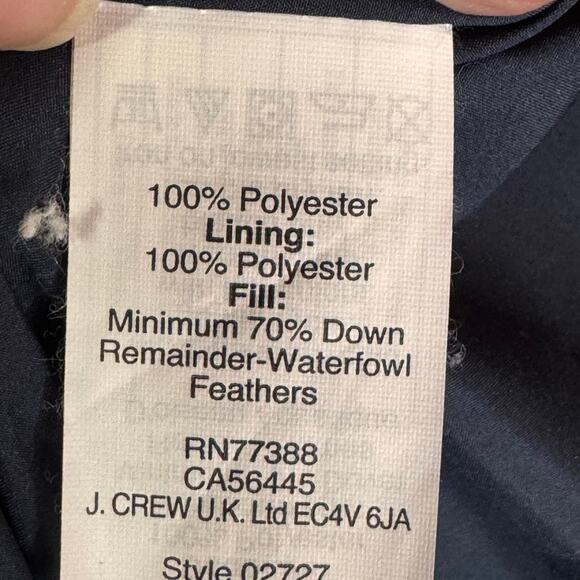 100% Polyester
Lining:
100% Polyester
Fill:
Minimum 70% Down
Remainder-Waterfowl
Feathers
RN77388
CA56445
J. CREW U.K. Ltd EC4V 6JA
Style 02727